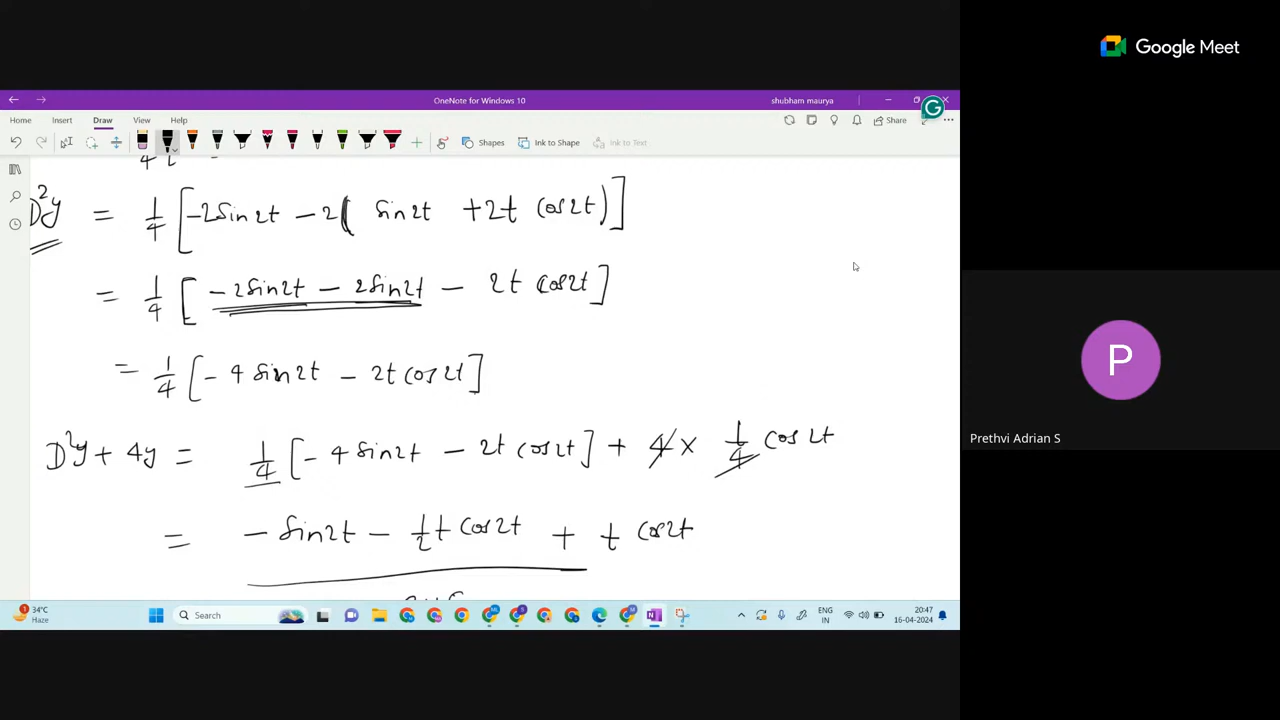 Google Meet
OneNote for Windows 10
shubham maurya
Home Insert Draw View Help
Share
Shapes Ink to Shape Ink to Text
D²y = 1/4 [-2sin2t - 2( sin2t + 2t cos2t)]
= 1/4 [-2sin2t - 2sin2t - 2t cos2t]
= 1/4 [-4 sin2t - 2t cos2t]
D²y + 4y = 1/4 [-4 sin2t - 2t cos2t] + 4 × 1/4 cos2t
= - sin2t - 1/2 t cos2t + t cos2t
P
Prethvi Adrian S
1
34°C
Haze
Search
ENG
IN
20:47
16-04-2024